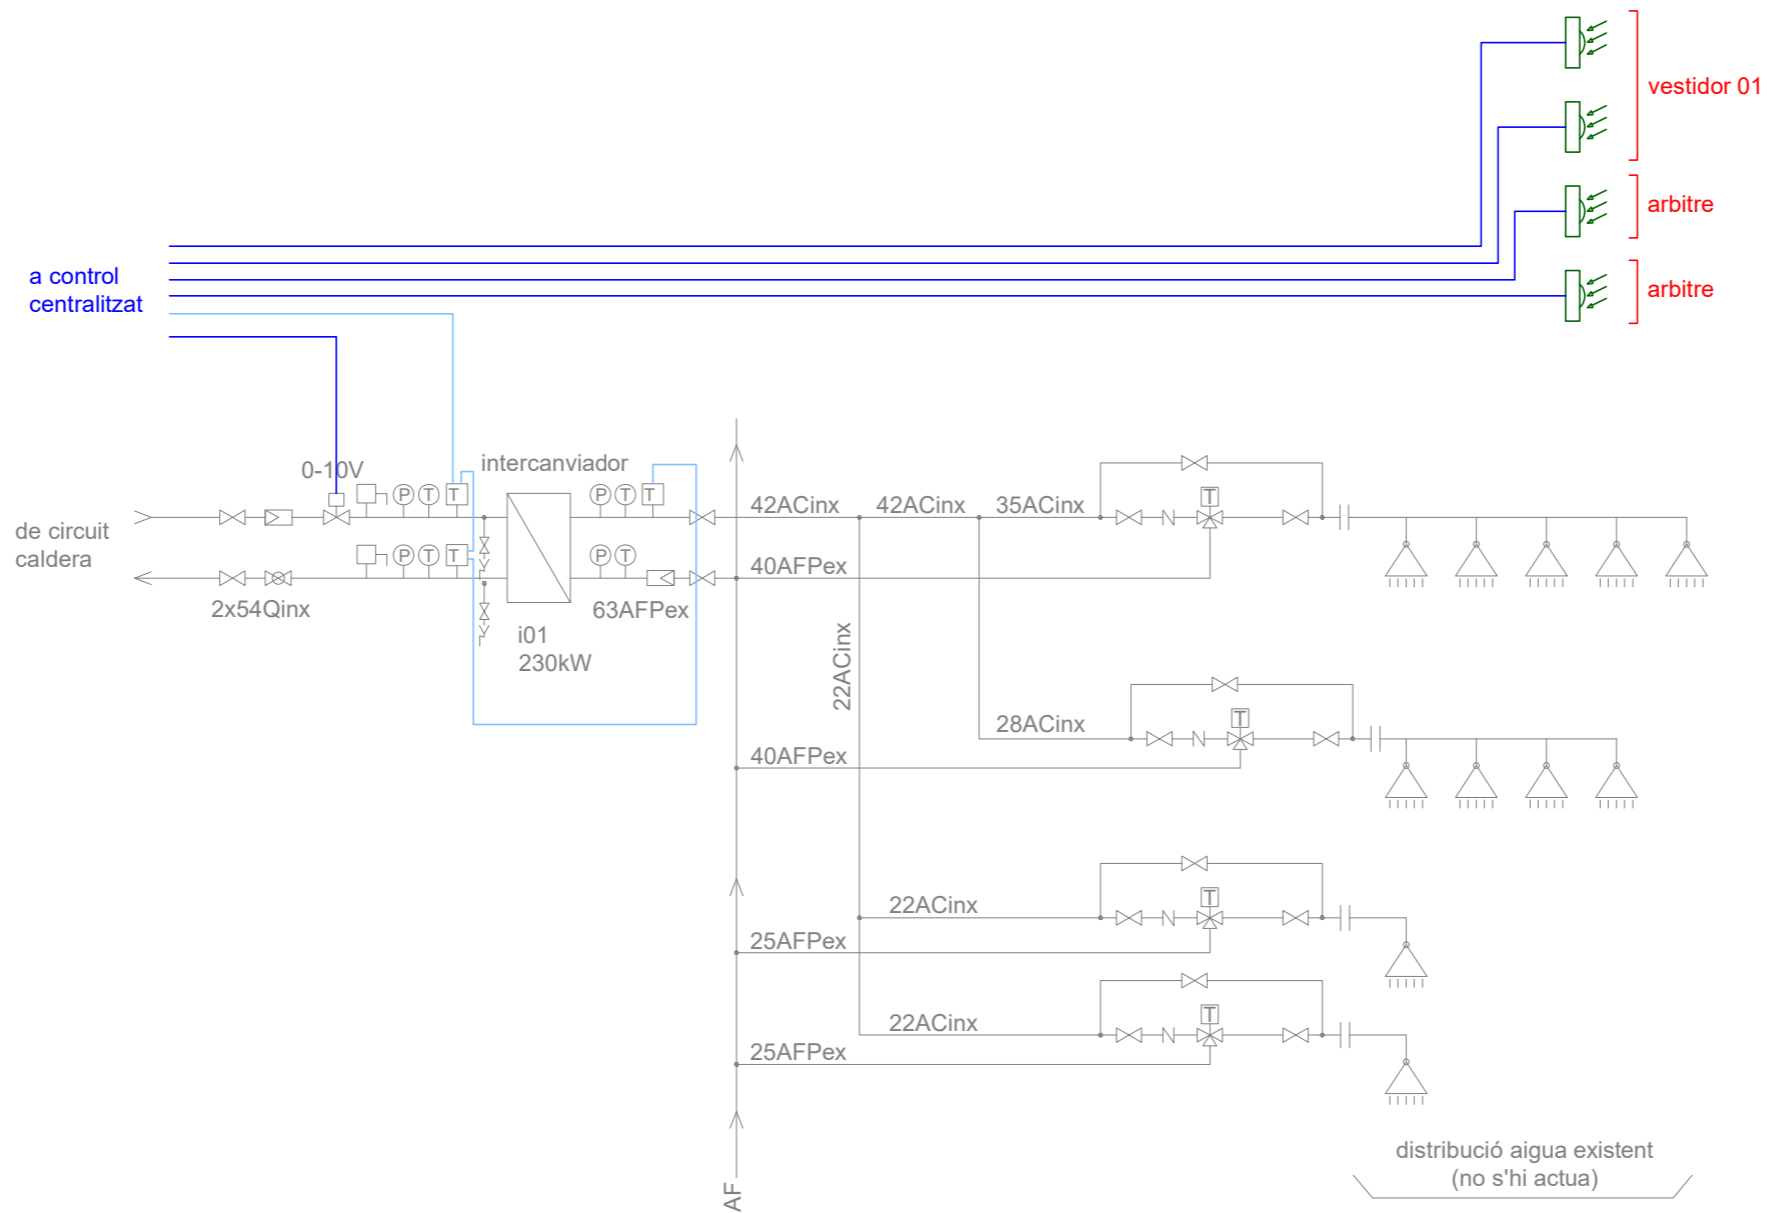 vestidor 01
arbitre
a control
centralitzat
arbitre
0-10V
intercanviador
P T T
P T T
42ACinx
42ACinx
35ACinx
T
de circuit
caldera
P T T
P T
40AFPex
2x54Qinx
63AFPex
i01
230kW
22ACinx
28ACinx
T
40AFPex
22ACinx
T
25AFPex
22ACinx
T
25AFPex
AF
distribució aigua existent
(no s'hi actua)